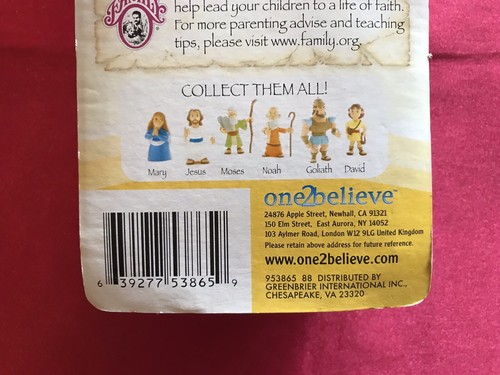 FAMILY
help lead your children to a life of faith.
For more parenting advise and teaching
tips, please visit www.family.org.
COLLECT THEM ALL!
Mary Jesus Moses Noah Goliath David
one2believe™
24876 Apple Street, Newhall, CA 91321
150 Elm Street, East Aurora, NY 14052
103 Aylmer Road, London W12 9LG United Kingdom
Please retain above address for future reference.
www.one2believe.com
953865 88 DISTRIBUTED BY
GREENBRIER INTERNATIONAL INC.,
CHESAPEAKE, VA 23320
6 39277 53865 9